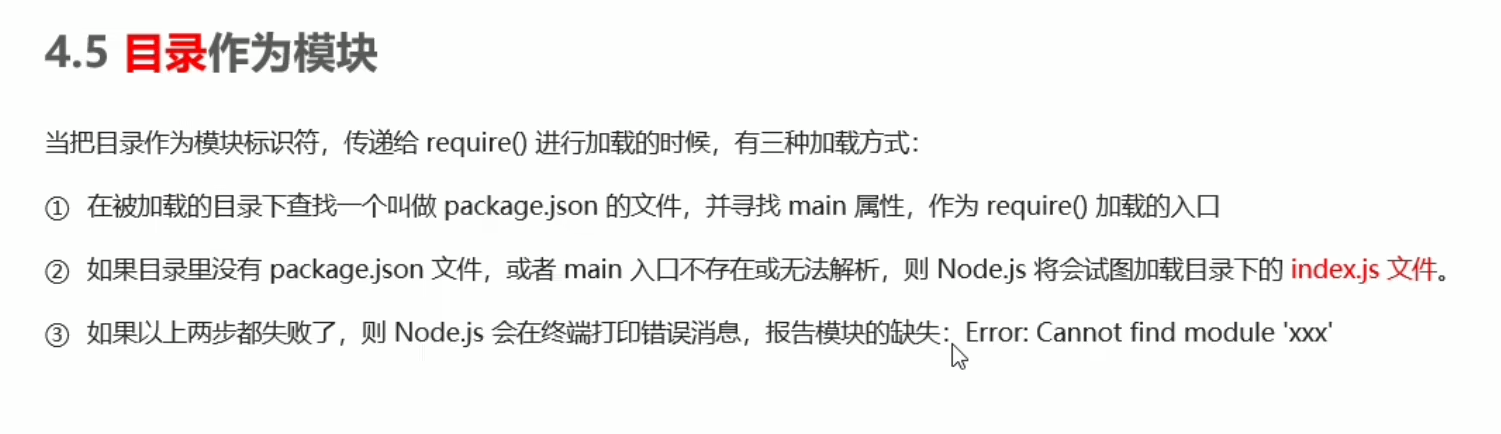 4.5 目录作为模块
当把目录作为模块标识符，传递给 require() 进行加载的时候，有三种加载方式：
① 在被加载的目录下查找一个叫做 package.json 的文件，并寻找 main 属性，作为 require() 加载的入口
② 如果目录里没有 package.json 文件，或者 main 入口不存在或无法解析，则 Node.js 将会试图加载目录下的 index.js 文件。
③ 如果以上两步都失败了，则 Node.js 会在终端打印错误消息，报告模块的缺失：Error: Cannot find module 'xxx'